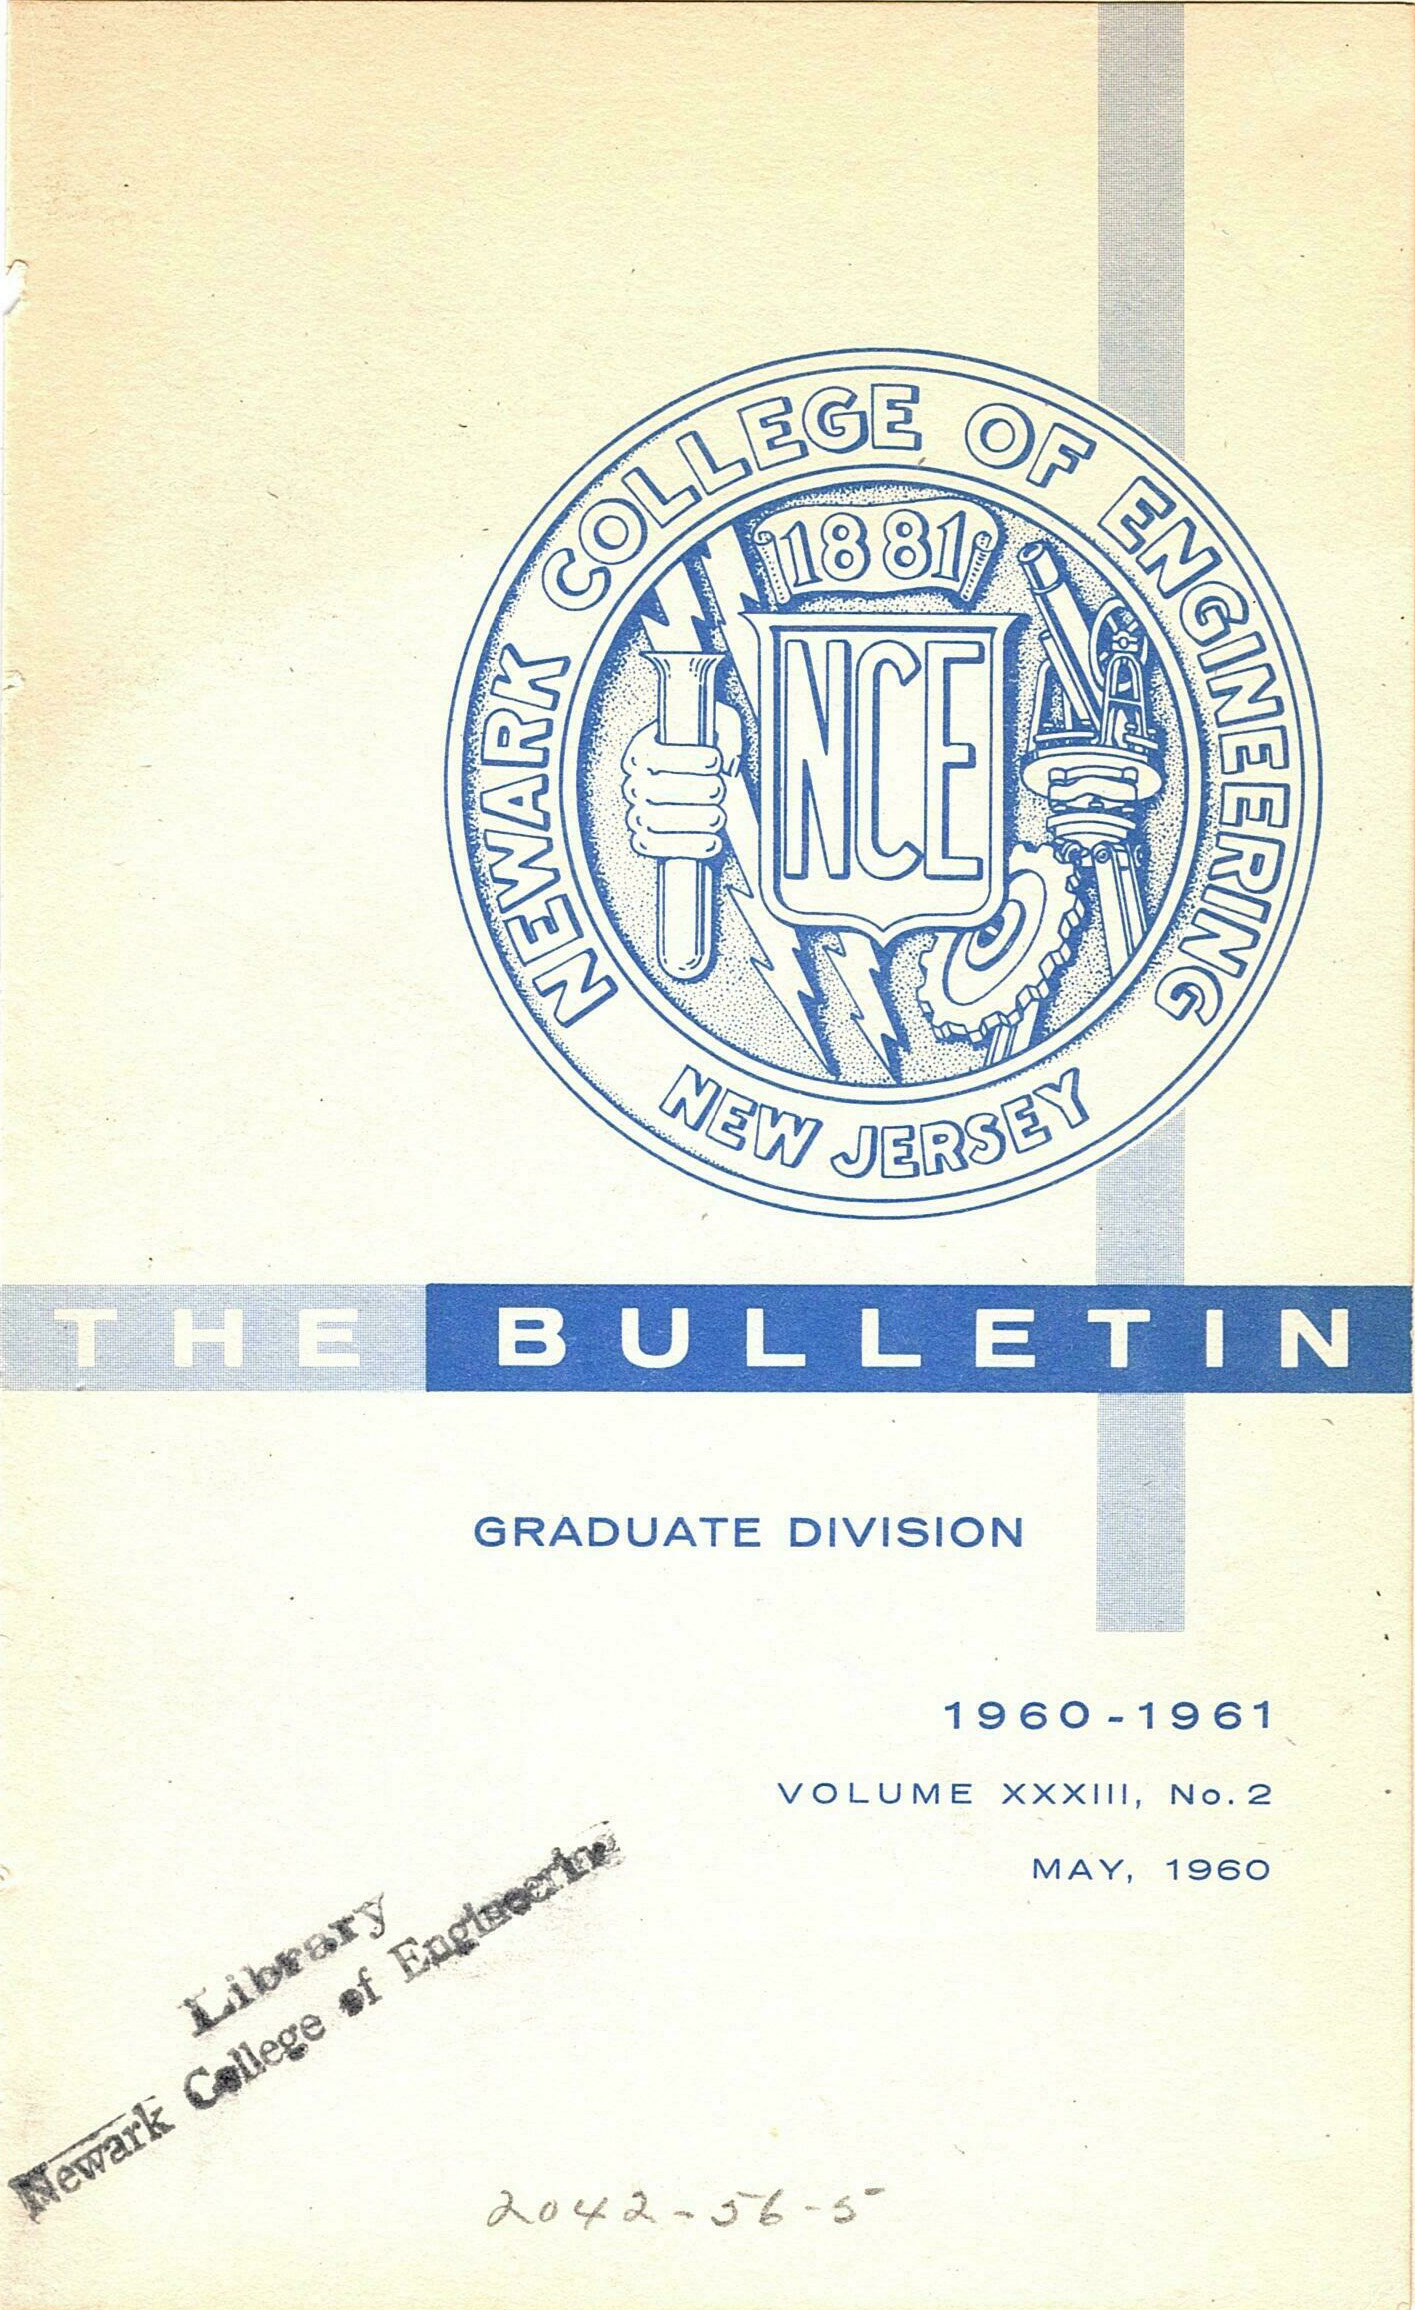 NEWARK COLLEGE OF ENGINEERING
1881
NCE
NEW JERSEY
THE BULLETIN
GRADUATE DIVISION
1960-1961
VOLUME XXXIII, No. 2
MAY, 1960
Library
Newark College of Engineering
2042-56-5